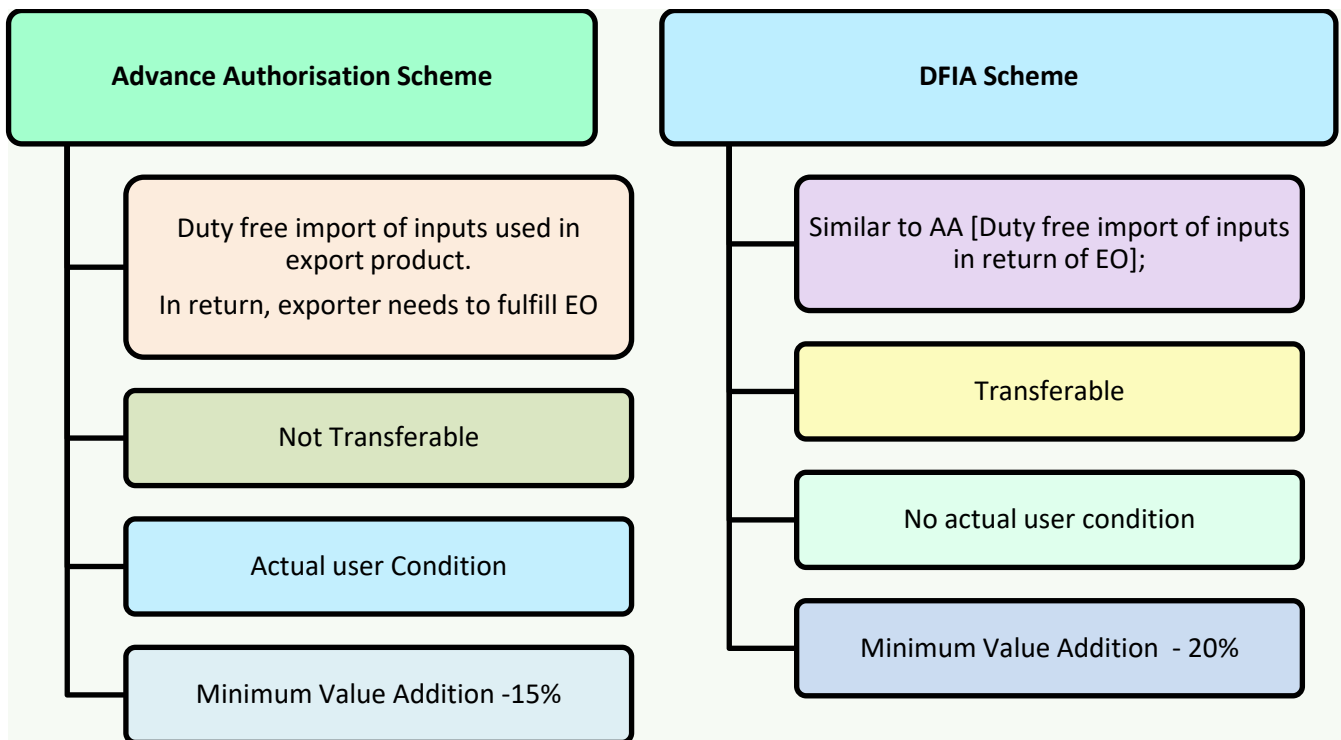 Advance Authorisation Scheme
Duty free import of inputs used in
export product.
In return, exporter needs to fulfill EO
Not Transferable
Actual user Condition
Minimum Value Addition -15%
DFIA Scheme
Similar to AA [Duty free import of inputs
in return of EO];
Transferable
No actual user condition
Minimum Value Addition - 20%